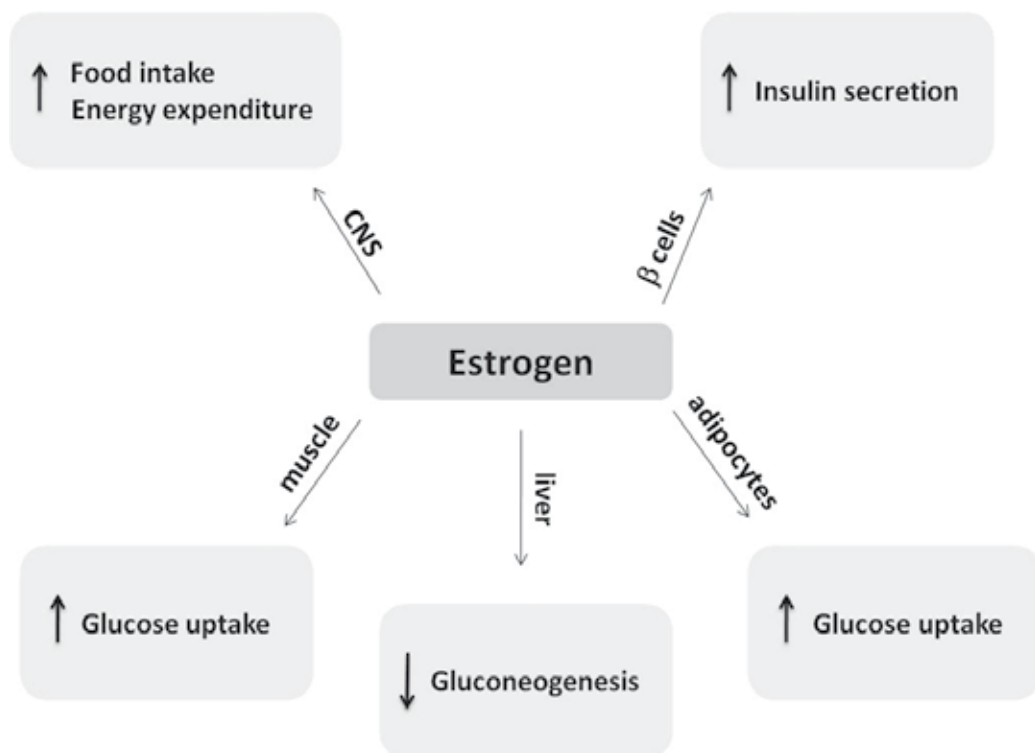 ↑ Food intake
Energy expenditure
↑ Insulin secretion
CNS
β cells
Estrogen
muscle
liver
adipocytes
↑ Glucose uptake
↓ Gluconeogenesis
↑ Glucose uptake